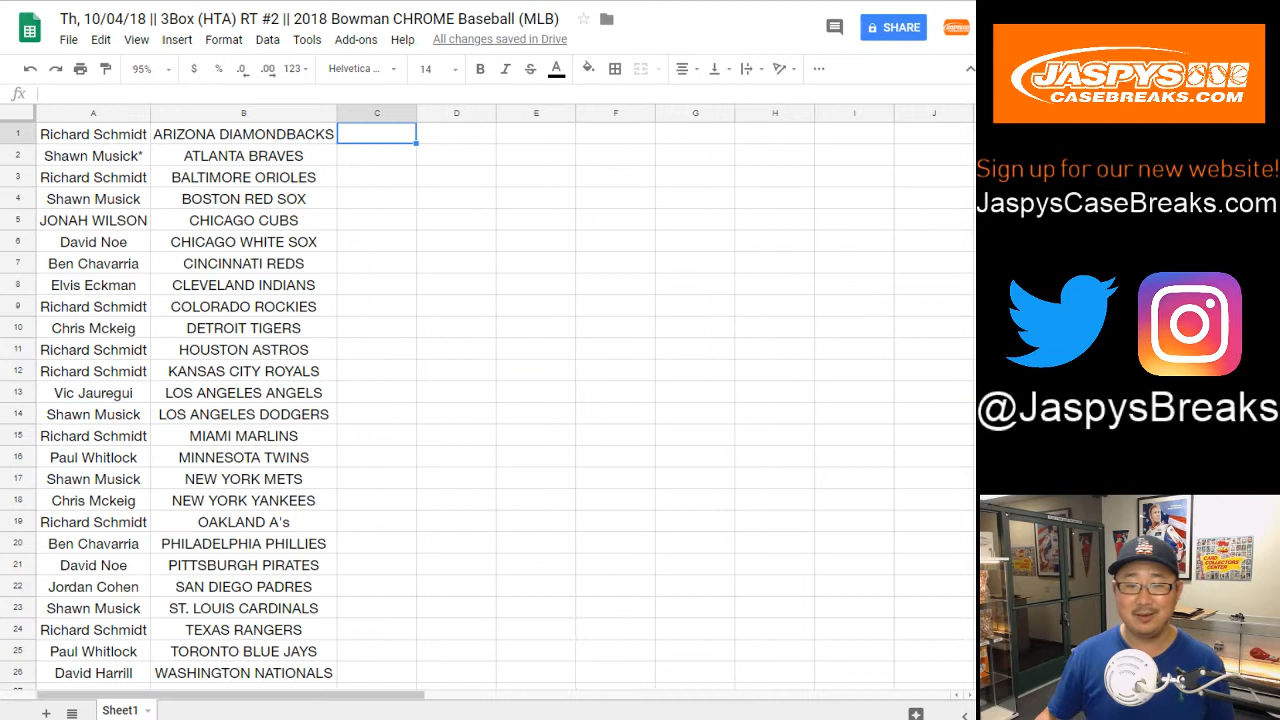 Th, 10/04/18 || 3Box (HTA) RT #2 || 2018 Bowman CHROME Baseball (MLB)
File Edit View Insert Format Data Tools Add-ons Help All changes saved in Drive
SHARE
95% $ % .0 .00 123 Helvetica... 14 B I S A
fx
A B C D E F G H I J
1 Richard Schmidt ARIZONA DIAMONDBACKS
2 Shawn Musick* ATLANTA BRAVES
3 Richard Schmidt BALTIMORE ORIOLES
4 Shawn Musick BOSTON RED SOX
5 JONAH WILSON CHICAGO CUBS
6 David Noe CHICAGO WHITE SOX
7 Ben Chavarria CINCINNATI REDS
8 Elvis Eckman CLEVELAND INDIANS
9 Richard Schmidt COLORADO ROCKIES
10 Chris Mckeig DETROIT TIGERS
11 Richard Schmidt HOUSTON ASTROS
12 Richard Schmidt KANSAS CITY ROYALS
13 Vic Jauregui LOS ANGELES ANGELS
14 Shawn Musick LOS ANGELES DODGERS
15 Richard Schmidt MIAMI MARLINS
16 Paul Whitlock MINNESOTA TWINS
17 Shawn Musick NEW YORK METS
18 Chris Mckeig NEW YORK YANKEES
19 Richard Schmidt OAKLAND A's
20 Ben Chavarria PHILADELPHIA PHILLIES
21 David Noe PITTSBURGH PIRATES
22 Jordan Cohen SAN DIEGO PADRES
23 Shawn Musick ST. LOUIS CARDINALS
24 Richard Schmidt TEXAS RANGERS
25 Paul Whitlock TORONTO BLUE JAYS
26 David Harrill WASHINGTON NATIONALS
Sheet1
JASPYS
CASEBREAKS.COM
Sign up for our new website!
JaspysCaseBreaks.com
@JaspysBreaks
CARD
COLLECTORS
CENTER